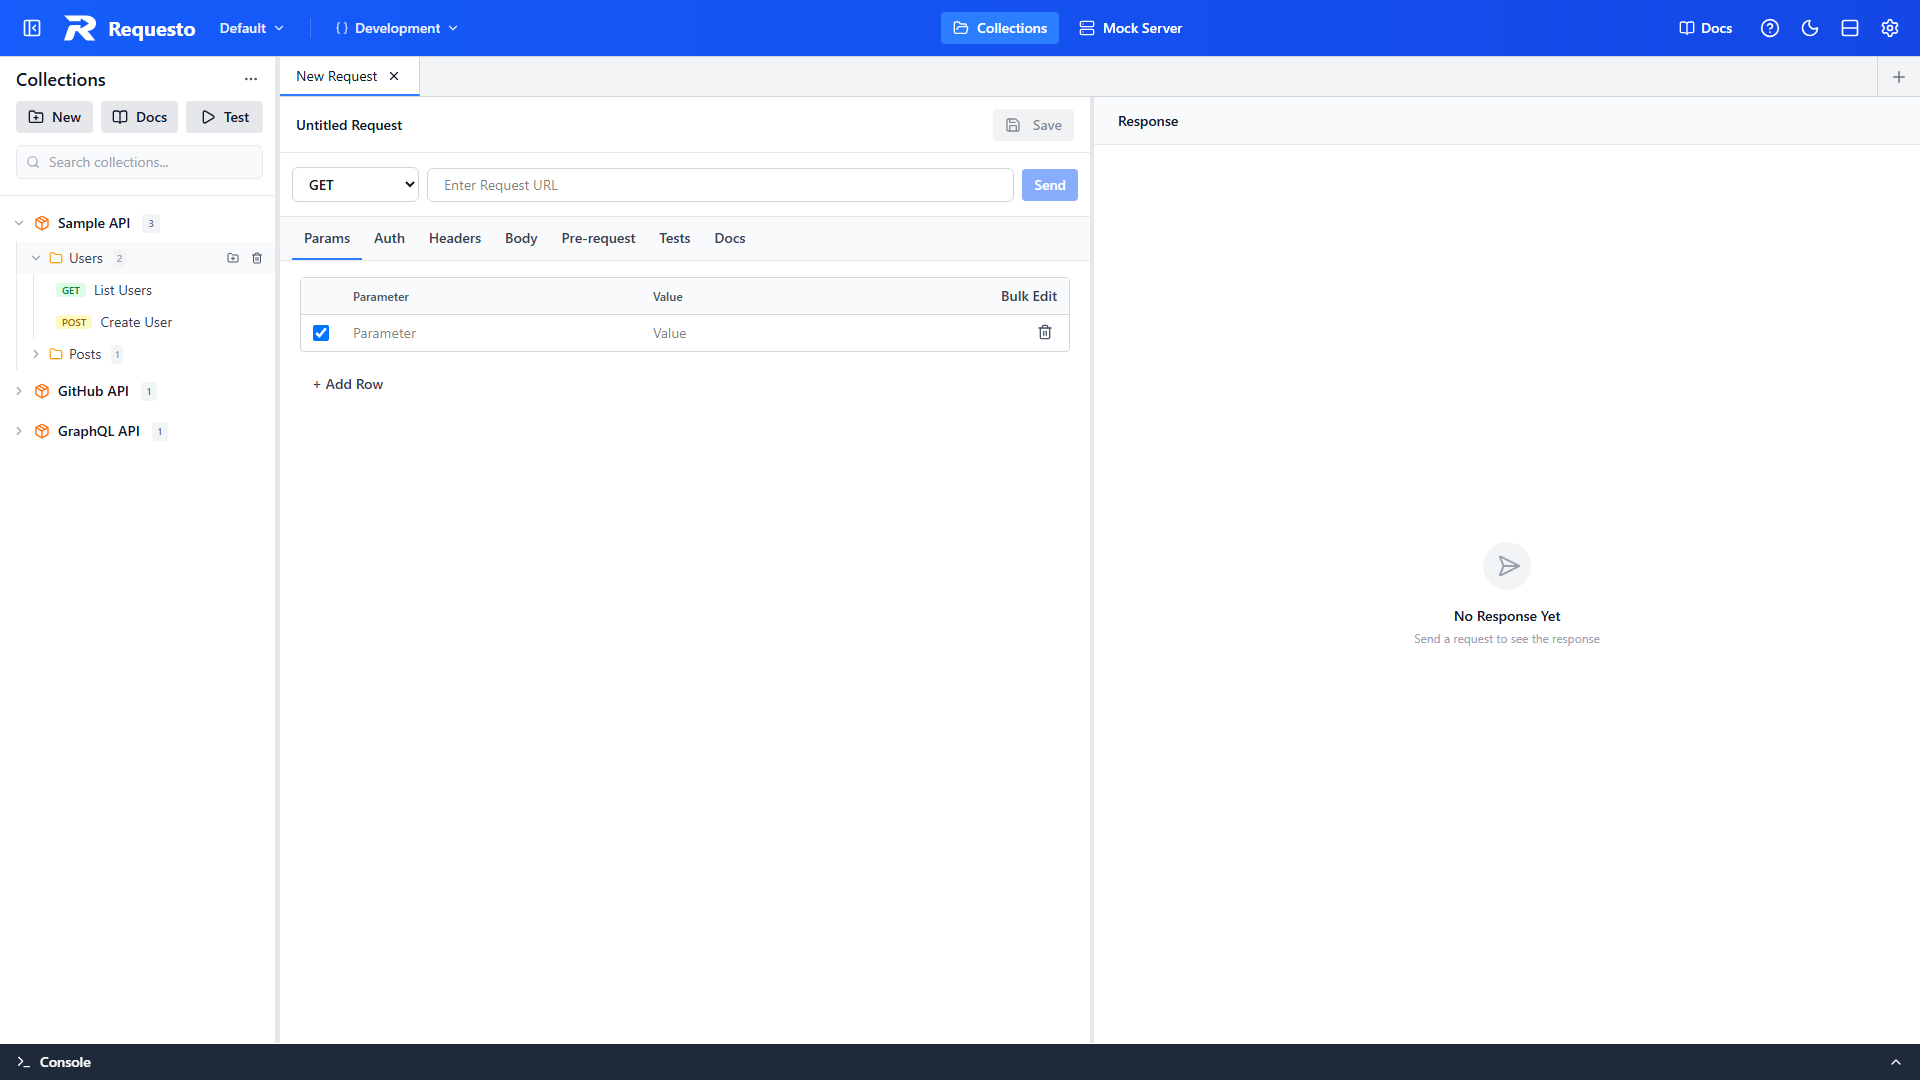 Requesto
Default
{ } Development
Collections
Mock Server
Docs
Collections
New
Docs
Test
Search collections...
Sample API 3
Users 2
GET List Users
POST Create User
Posts 1
GitHub API 1
GraphQL API 1
New Request
Untitled Request
Save
GET
Enter Request URL
Send
Params
Auth
Headers
Body
Pre-request
Tests
Docs
Parameter
Value
Bulk Edit
Parameter
Value
+ Add Row
Response
No Response Yet
Send a request to see the response
Console